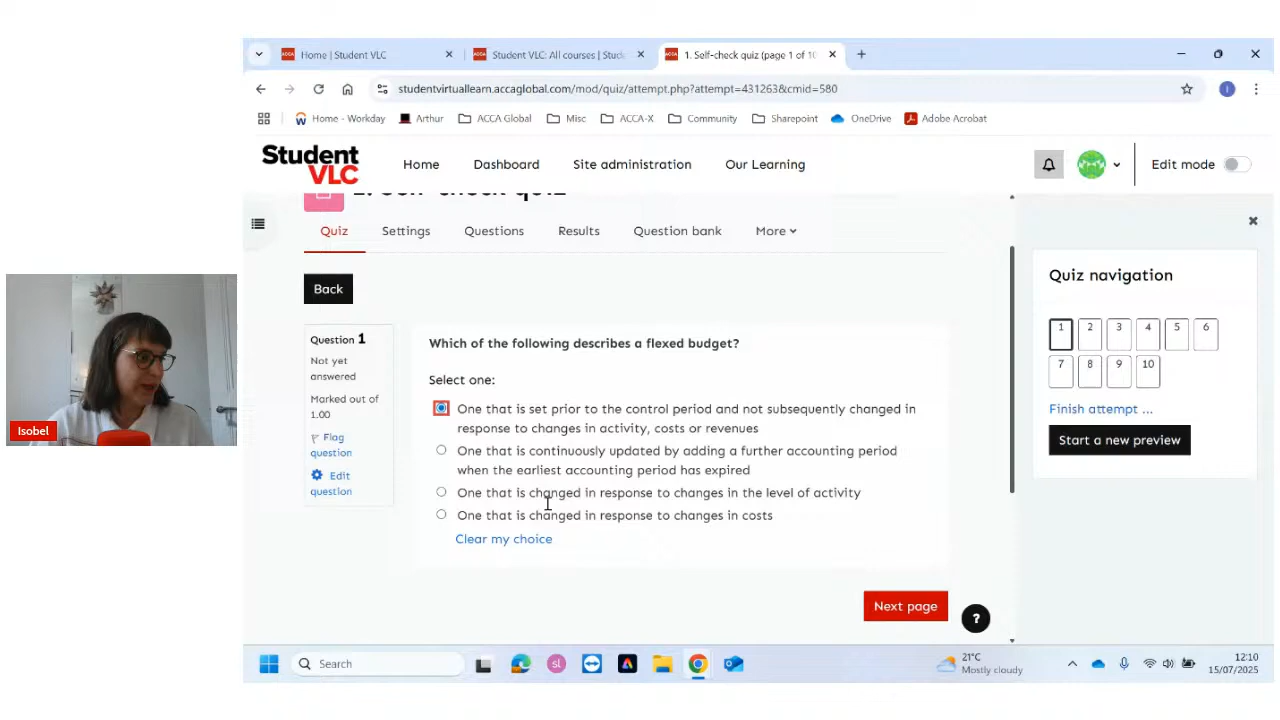 Home | Student VLC
Student VLC: All courses | Stude
1. Self-check quiz (page 1 of 10
studentvirtuallearn.accaglobal.com/mod/quiz/attempt.php?attempt=431263&cmid=580
I
Home - Workday
Arthur
ACCA Global
Misc
ACCA-X
Community
Sharepoint
OneDrive
Adobe Acrobat
Student
VLC
Home
Dashboard
Site administration
Our Learning
Edit mode
1. Self-check quiz
Quiz
Settings
Questions
Results
Question bank
More
Back
Question 1
Not yet
answered
Marked out of
1.00
Flag
question
Edit
question
Which of the following describes a flexed budget?
Select one:
One that is set prior to the control period and not subsequently changed in
response to changes in activity, costs or revenues
One that is continuously updated by adding a further accounting period
when the earliest accounting period has expired
One that is changed in response to changes in the level of activity
One that is changed in response to changes in costs
Clear my choice
Next page
?
Quiz navigation
1 2 3 4 5 6
7 8 9 10
Finish attempt ...
Start a new preview
Isobel
Search
sl
21°C
Mostly cloudy
12:10
15/07/2025